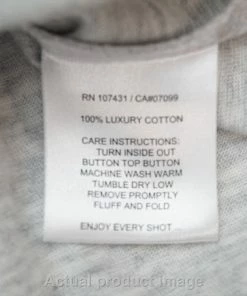 RN 107431 / CA#07099
100% LUXURY COTTON
CARE INSTRUCTIONS:
TURN INSIDE OUT
BUTTON TOP BUTTON
MACHINE WASH WARM
TUMBLE DRY LOW
REMOVE PROMPTLY
FLUFF AND FOLD
ENJOY EVERY SHOT ...
Actual product image